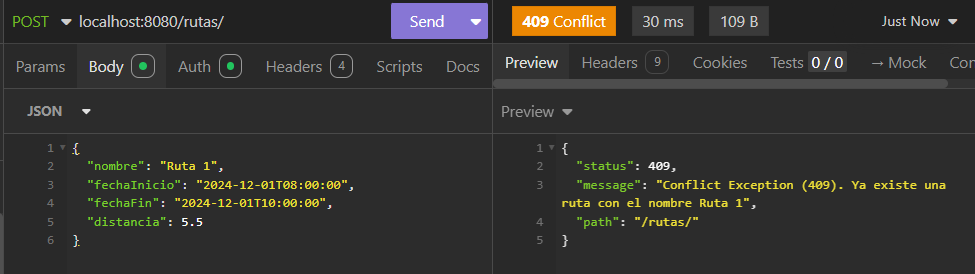 POST localhost:8080/rutas/ Send
409 Conflict 30 ms 109 B Just Now
Params Body Auth Headers 4 Scripts Docs
Preview Headers 9 Cookies Tests 0 / 0 → Mock Con
JSON
Preview
1 {
2 "nombre": "Ruta 1",
3 "fechaInicio": "2024-12-01T08:00:00",
4 "fechaFin": "2024-12-01T10:00:00",
5 "distancia": 5.5
6 }
1 {
2 "status": 409,
3 "message": "Conflict Exception (409). Ya existe una
ruta con el nombre Ruta 1",
4 "path": "/rutas/"
5 }